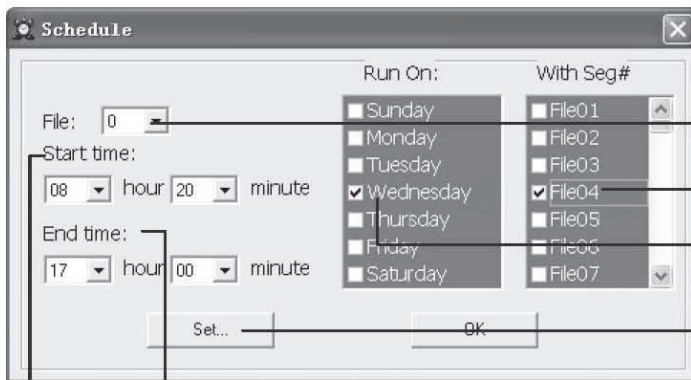 Schedule
File: 0
Start time:
08 hour 20 minute
End time:
17 hour 00 minute
Run On:
Sunday
Monday
Tuesday
Wednesday
Thursday
Friday
Saturday
With Seg#
File01
File02
File03
File04
File05
File06
File07
Set...
OK